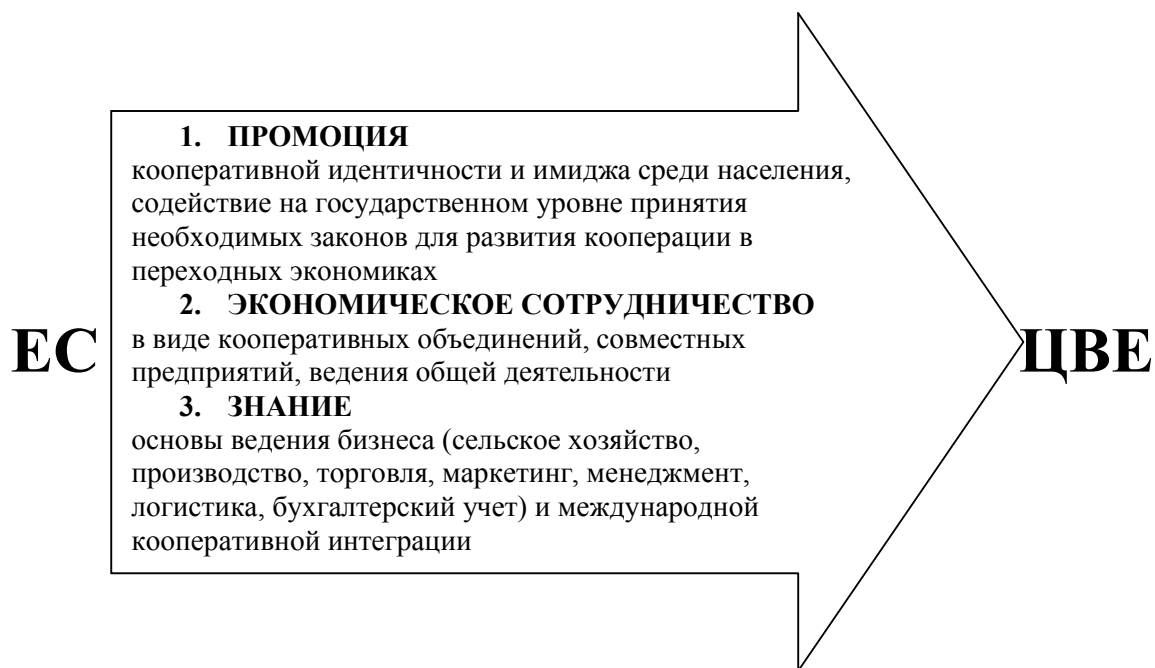 1. ПРОМОЦИЯ
кооперативной идентичности и имиджа среди населения,
содействие на государственном уровне принятия
необходимых законов для развития кооперации в
переходных экономиках
2. ЭКОНОМИЧЕСКОЕ СОТРУДНИЧЕСТВО
в виде кооперативных объединений, совместных
предприятий, ведения общей деятельности
3. ЗНАНИЕ
основы ведения бизнеса (сельское хозяйство,
производство, торговля, маркетинг, менеджмент,
логистика, бухгалтерский учет) и международной
кооперативной интеграции
ЕС
ЦВЕ